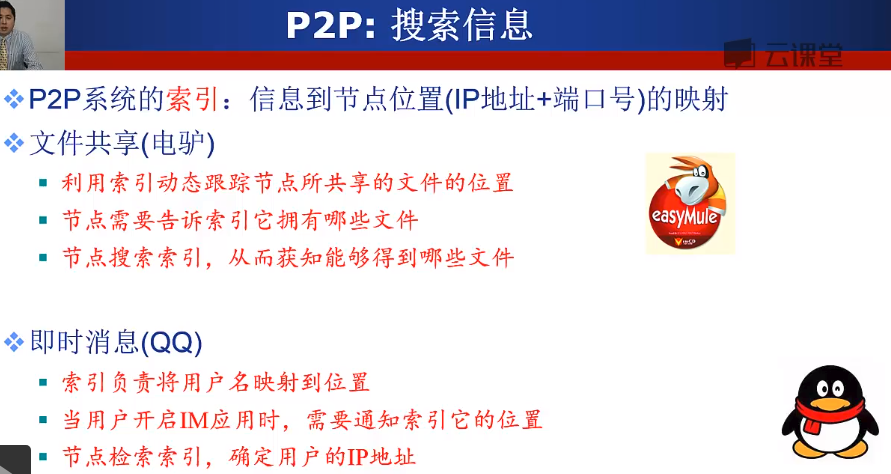 P2P: 搜索信息
云课堂
P2P系统的索引：信息到节点位置(IP地址+端口号)的映射
文件共享(电驴)
利用索引动态跟踪节点所共享的文件的位置
节点需要告诉索引它拥有哪些文件
节点搜索索引，从而获知能够得到哪些文件
easyMule
即时消息(QQ)
索引负责将用户名映射到位置
当用户开启IM应用时，需要通知索引它的位置
节点检索索引，确定用户的IP地址